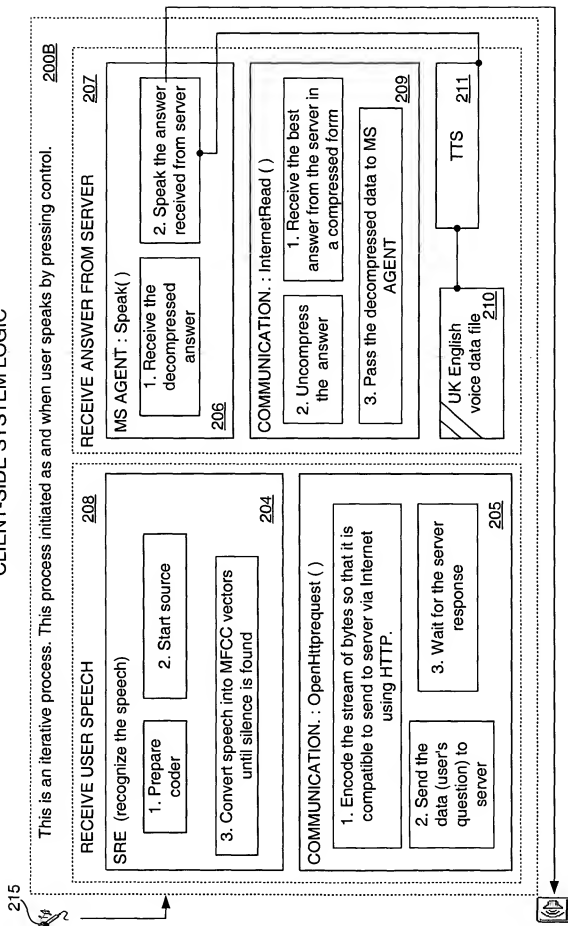 CLIENT-SIDE SYSTEM LOGIC
This is an iterative process. This process initiated as and when user speaks by pressing control.
200B
215
RECEIVE USER SPEECH
208
SRE (recognize the speech)
1. Prepare
coder
2. Start source
3. Convert speech into MFCC vectors
until silence is found
204
COMMUNICATION. : OpenHttprequest ( )
1. Encode the stream of bytes so that it is
compatible to send to server via Internet
using HTTP.
2. Send the
data (user's
question) to
server
3. Wait for the server
response
205
RECEIVE ANSWER FROM SERVER
207
MS AGENT : Speak( )
1. Receive the
decompressed
answer
2. Speak the answer
received from server
206
COMMUNICATION. : InternetRead ( )
2. Uncompress
the answer
1. Receive the best
answer from the server in
a compressed form
3. Pass the decompressed data to MS
AGENT
209
UK English
voice data file
210
TTS
211